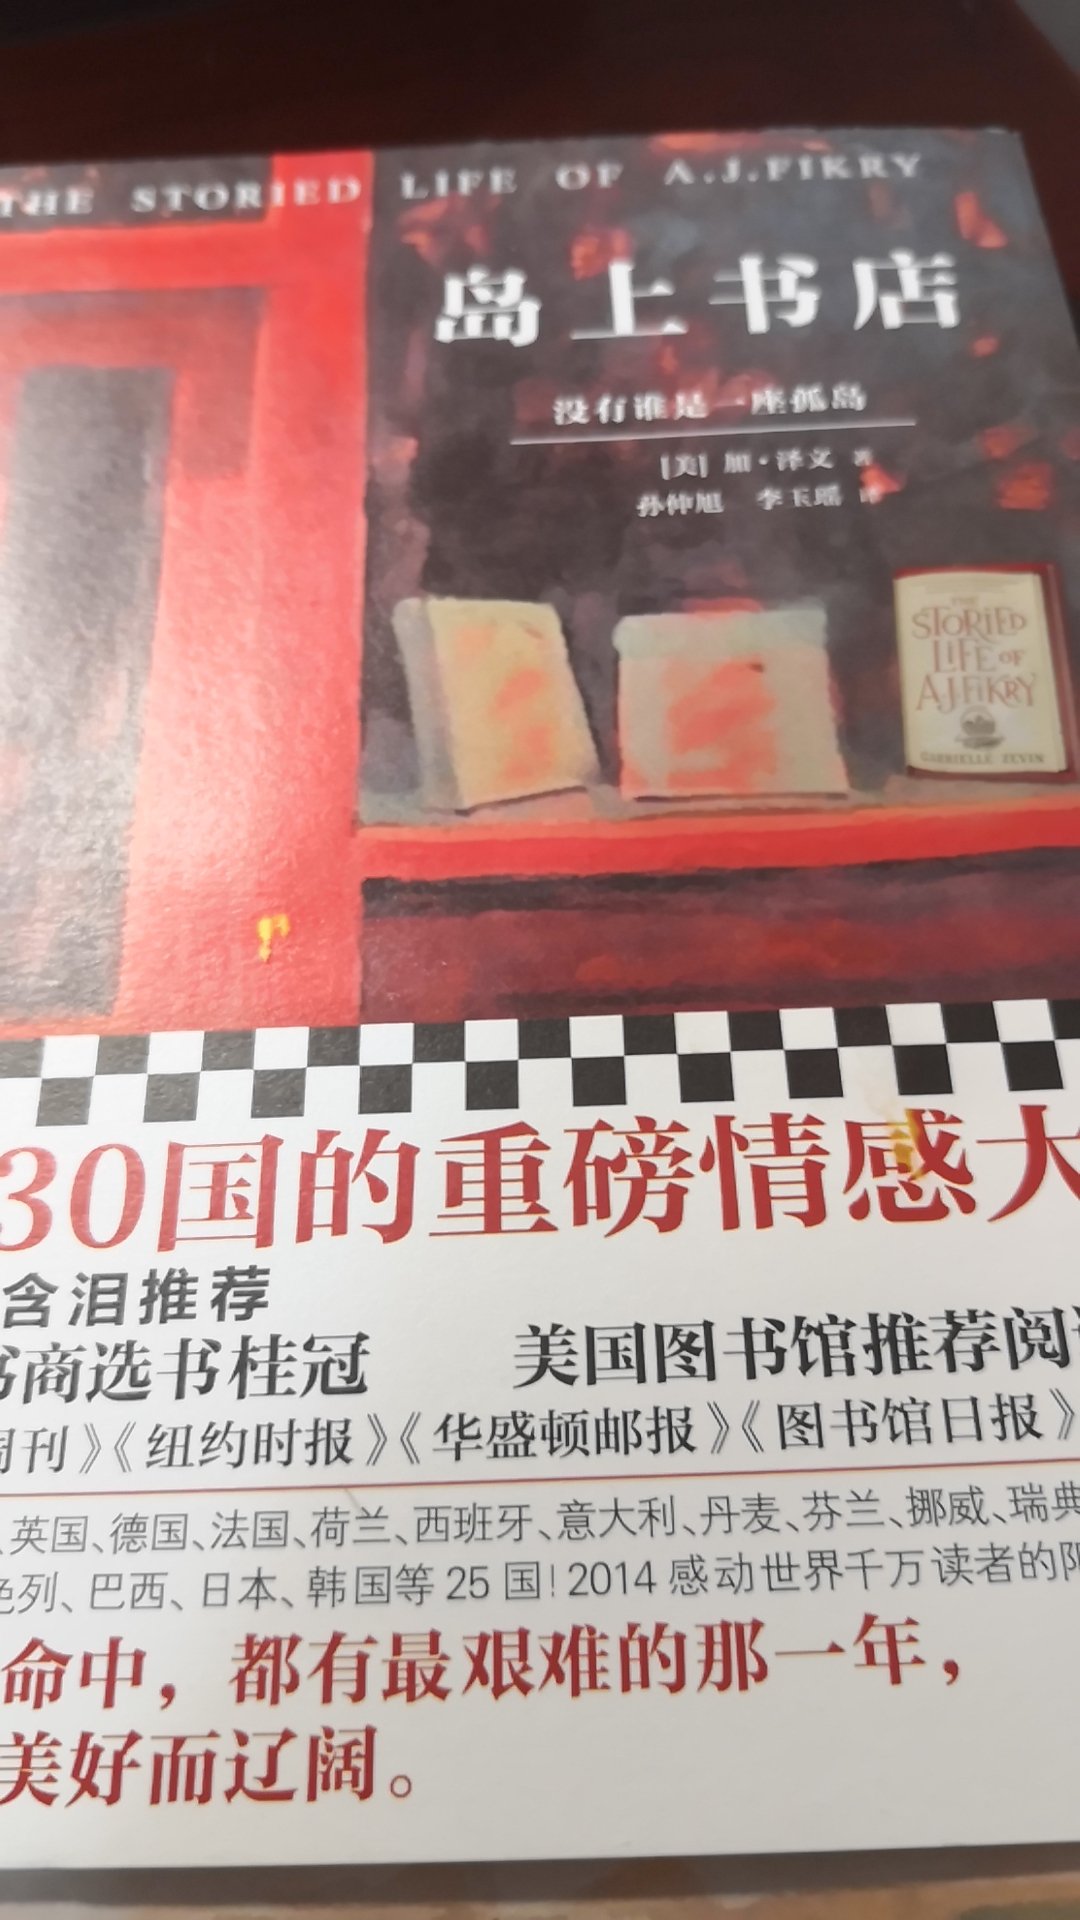 THE STORIED LIFE OF A.J.FIKRY
岛上书店
没有谁是一座孤岛
[美] 加·泽文 著
孙仲旭 李玉瑶 译
THE
STORIED
LIFE OF
A.J.FIKRY
GABRIELLE ZEVIN
30国的重磅情感大
含泪推荐
书商选书桂冠 美国图书馆推荐阅
周刊》《纽约时报》《华盛顿邮报》《图书馆日报》
、英国、德国、法国、荷兰、西班牙、意大利、丹麦、芬兰、挪威、瑞典
色列、巴西、日本、韩国等25国!2014感动世界千万读者的
命中，都有最艰难的那一年，
美好而辽阔。